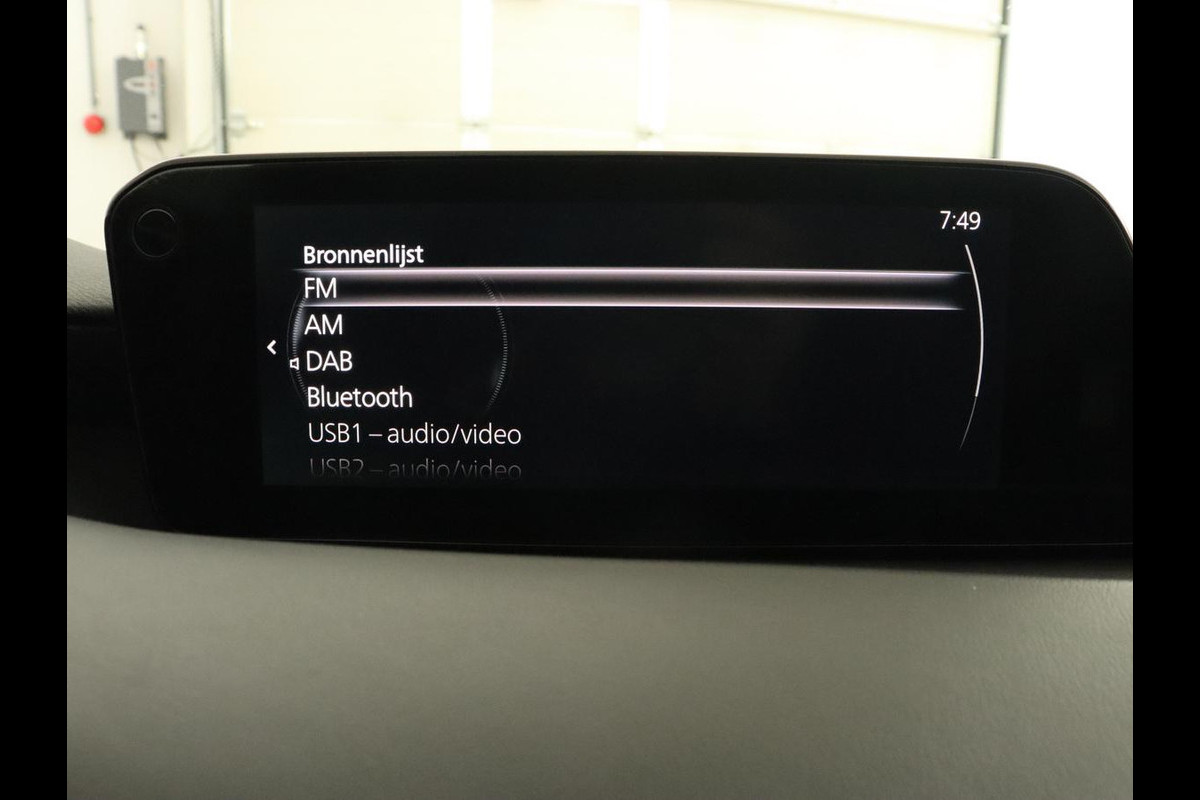 7:49
Bronnenlijst
FM
AM
DAB
Bluetooth
USB1 – audio/video
USB2 – audio/video